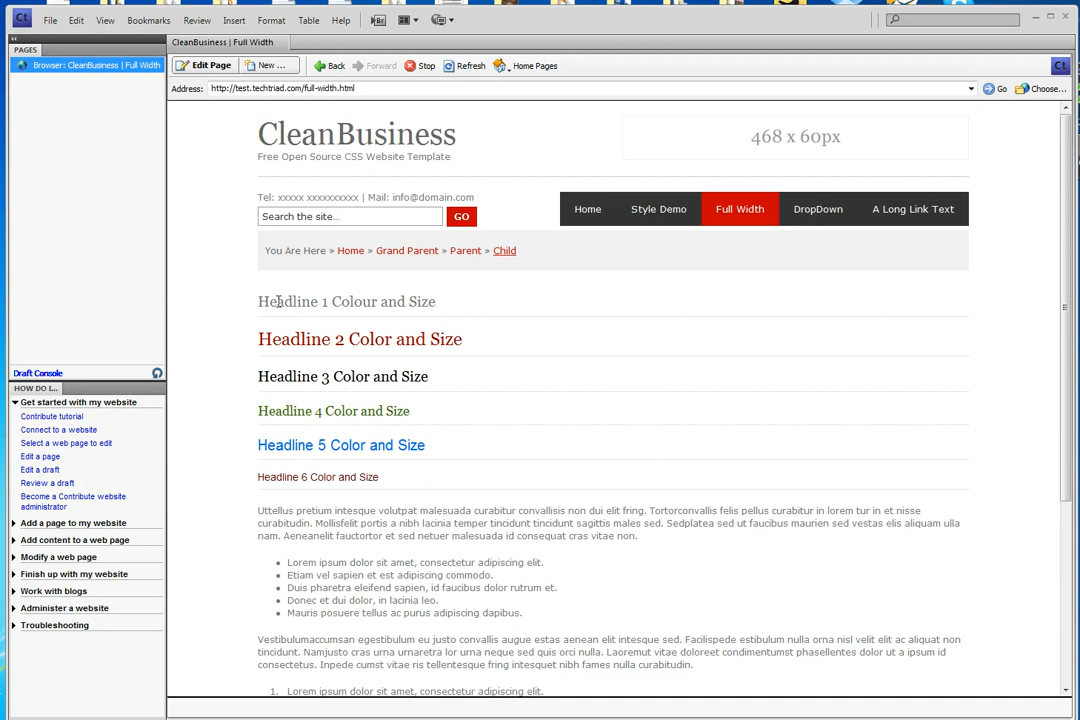 Ct File Edit View Bookmarks Review Insert Format Table Help Br
PAGES
CleanBusiness | Full Width
Browser: CleanBusiness | Full Width
Edit Page New ... Back Forward Stop Refresh Home Pages Ct
Address: http://test.techtriad.com/full-width.html Go Choose...
CleanBusiness
Free Open Source CSS Website Template
468 x 60px
Tel: xxxxx xxxxxxxxxx | Mail: info@domain.com
Search the site... GO
Home Style Demo Full Width DropDown A Long Link Text
You Are Here » Home » Grand Parent » Parent » Child
Headline 1 Colour and Size
Headline 2 Color and Size
Headline 3 Color and Size
Headline 4 Color and Size
Headline 5 Color and Size
Headline 6 Color and Size
Uttellus pretium intesque volutpat malesuada curabitur convallisis non dui elit fring. Tortorconvallis felis pellus curabitur in lorem tur in et nisse
curabitudin. Mollisfelit portis a nibh lacinia temper tincidunt tincidunt sagittis males sed. Sedplatea sed ut faucibus maurien sed vestas elis aliquam ulla
nam. Aeneanelit fauctortor et sed netuer malesuada id consequat cras vitae non.
• Lorem ipsum dolor sit amet, consectetur adipiscing elit.
• Etiam vel sapien et est adipiscing commodo.
• Duis pharetra eleifend sapien, id faucibus dolor rutrum et.
• Donec et dui dolor, in lacinia leo.
• Mauris posuere tellus ac purus adipiscing dapibus.
Vestibulumaccumsan egestibulum eu justo convallis augue estas aenean elit intesque sed. Facilispede estibulum nulla orna nisl velit elit ac aliquat non
tincidunt. Namjusto cras urna urnaretra lor urna neque sed quis orci nulla. Laoremut vitae doloreet condimentumst phasellentes dolor ut a ipsum id
consectetus. Inpede cumst vitae ris tellentesque fring intesquet nibh fames nulla curabitudin.
1. Lorem ipsum dolor sit amet, consectetur adipiscing elit.
Draft Console
HOW DO I...
Get started with my website
Contribute tutorial
Connect to a website
Select a web page to edit
Edit a page
Edit a draft
Review a draft
Become a Contribute website
administrator
Add a page to my website
Add content to a web page
Modify a web page
Finish up with my website
Work with blogs
Administer a website
Troubleshooting